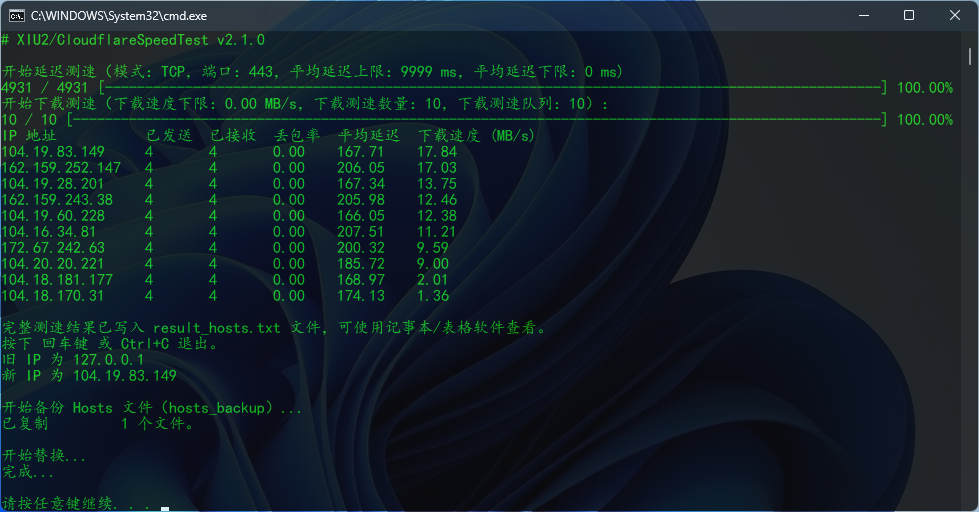 C:\WINDOWS\System32\cmd.exe
# XIU2/CloudflareSpeedTest v2.1.0
开始延迟测速（模式：TCP, 端口：443, 平均延迟上限：9999 ms, 平均延迟下限：0 ms)
4931 / 4931 [-----------------------------------------------------------------------------------------------] 100.00%
开始下载测速（下载速度下限：0.00 MB/s, 下载测速数量：10, 下载测速队列：10）:
10 / 10 [---------------------------------------------------------------------------------------------------] 100.00%
IP 地址 已发送 已接收 丢包率 平均延迟 下载速度 (MB/s)
104.19.83.149 4 4 0.00 167.71 17.84
162.159.252.147 4 4 0.00 206.05 17.03
104.19.28.201 4 4 0.00 167.34 13.75
162.159.243.38 4 4 0.00 205.98 12.46
104.19.60.228 4 4 0.00 166.05 12.38
104.16.34.81 4 4 0.00 207.51 11.21
172.67.242.63 4 4 0.00 200.32 9.59
104.20.20.221 4 4 0.00 185.72 9.00
104.18.181.177 4 4 0.00 168.97 2.01
104.18.170.31 4 4 0.00 174.13 1.36
完整测速结果已写入 result_hosts.txt 文件，可使用记事本/表格软件查看。
按下 回车键 或 Ctrl+C 退出。
旧 IP 为 127.0.0.1
新 IP 为 104.19.83.149
开始备份 Hosts 文件（hosts_backup）...
已复制 1 个文件。
开始替换...
完成...
请按任意键继续. . .